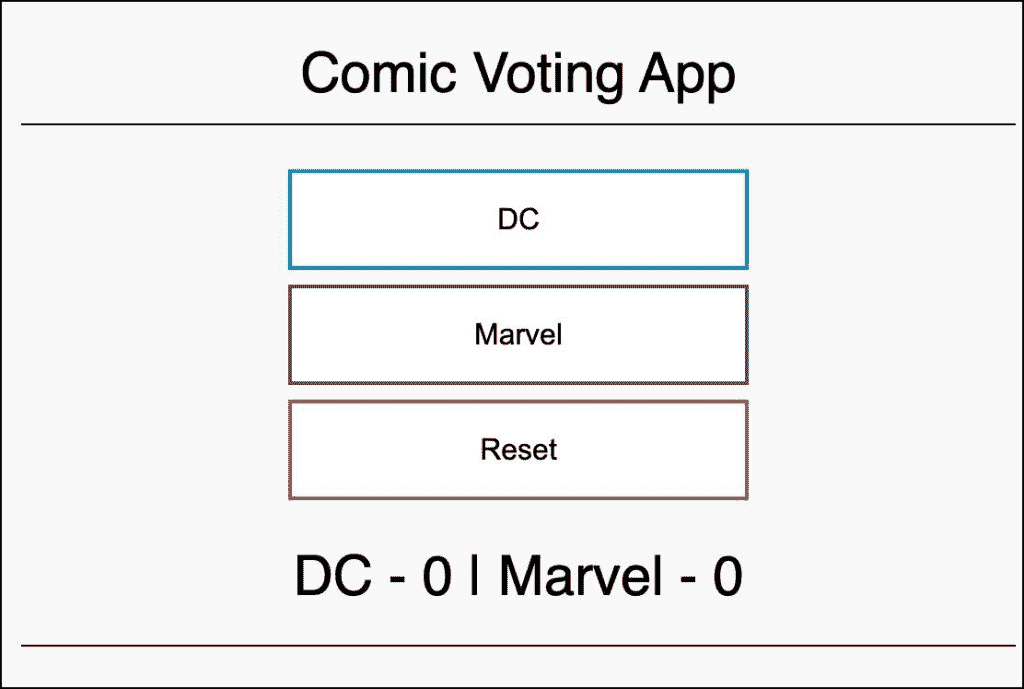 Comic Voting App
DC
Marvel
Reset
DC - 0 | Marvel - 0